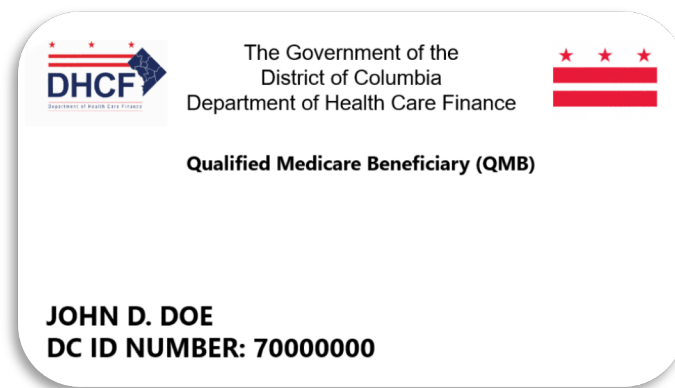 DHCF
Department of Health Care Finance
The Government of the
District of Columbia
Department of Health Care Finance
Qualified Medicare Beneficiary (QMB)
JOHN D. DOE
DC ID NUMBER: 70000000